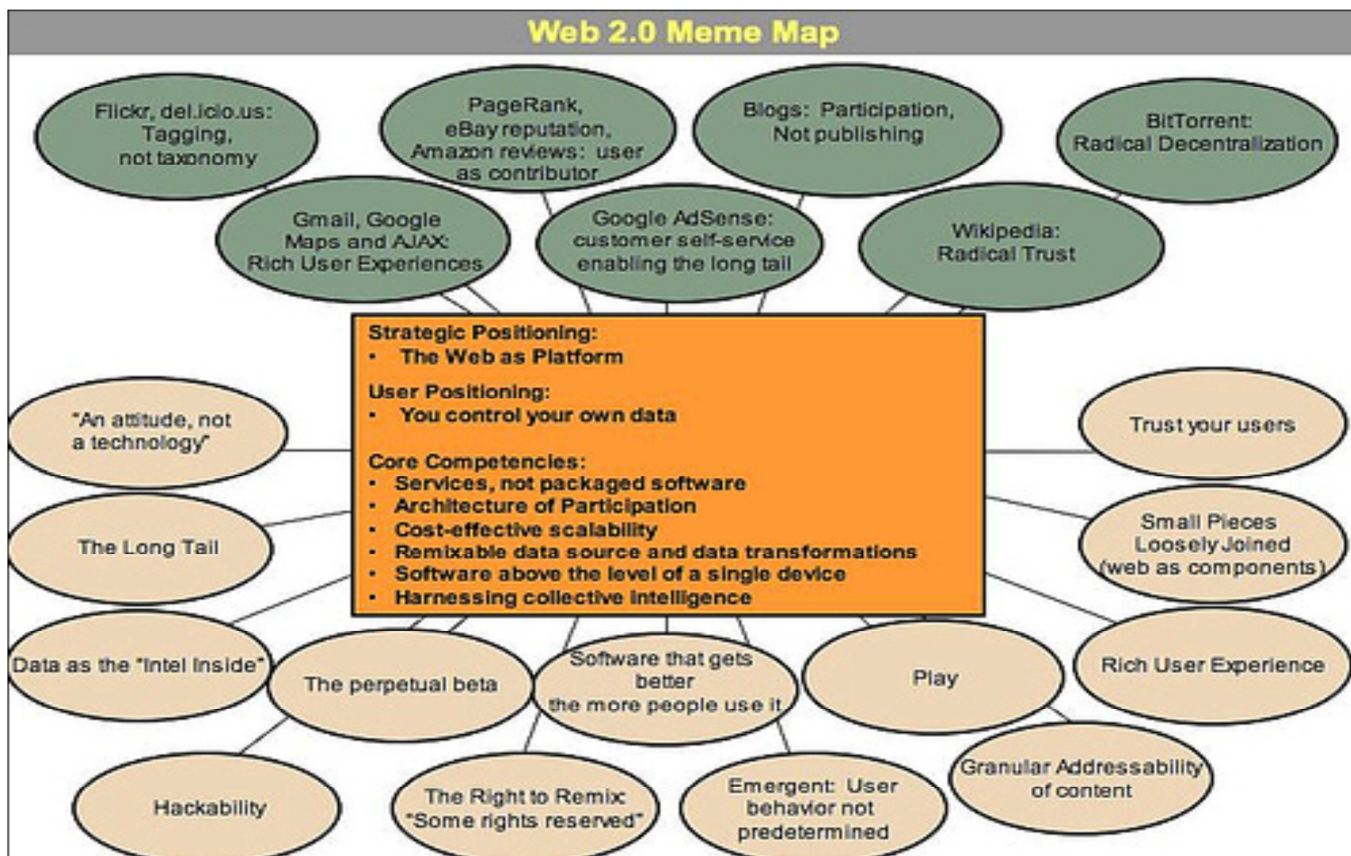 Web 2.0 Meme Map
Flickr, del.icio.us:
Tagging,
not taxonomy
PageRank,
eBay reputation,
Amazon reviews: user
as contributor
Blogs: Participation,
Not publishing
BitTorrent:
Radical Decentralization
Gmail, Google
Maps and AJAX:
Rich User Experiences
Google AdSense:
customer self-service
enabling the long tail
Wikipedia:
Radical Trust
Strategic Positioning:
• The Web as Platform
User Positioning:
• You control your own data
Core Competencies:
• Services, not packaged software
• Architecture of Participation
• Cost-effective scalability
• Remixable data source and data transformations
• Software above the level of a single device
• Harnessing collective intelligence
"An attitude, not
a technology"
Trust your users
The Long Tail
Small Pieces
Loosely Joined
(web as components)
Data as the "Intel Inside"
The perpetual beta
Software that gets
better
the more people use it
Play
Rich User Experience
Hackability
The Right to Remix:
"Some rights reserved"
Emergent: User
behavior not
predetermined
Granular Addressability
of content